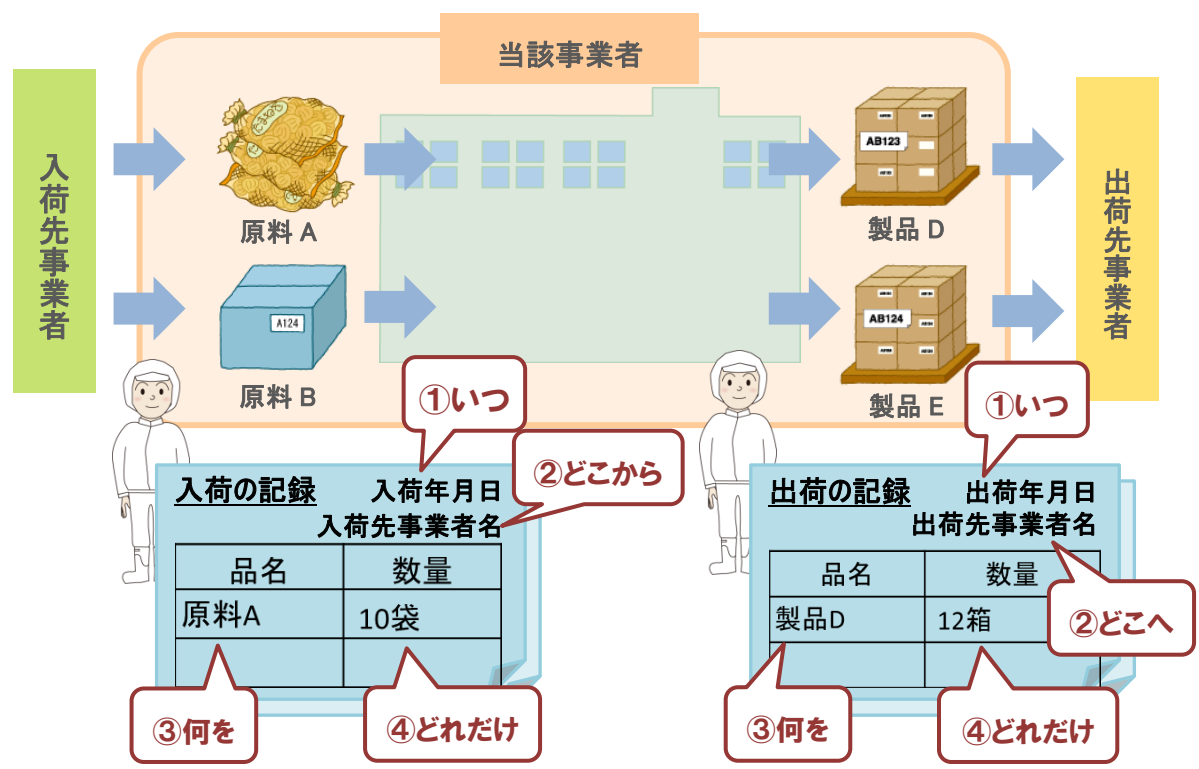 当該事業者
入荷先事業者
出荷先事業者
原料A
製品D
AB123
原料B
A124
製品E
AB124
①いつ
②どこから
入荷の記録
入荷年月日
入荷先事業者名
品名 数量
原料A 10袋
③何を
④どれだけ
①いつ
出荷の記録
出荷年月日
出荷先事業者名
品名 数量
製品D 12箱
②どこへ
③何を
④どれだけ